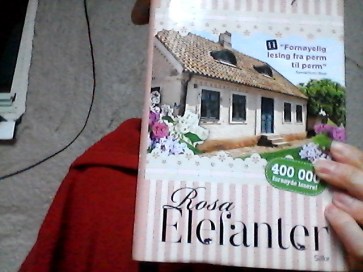 "Fornøyelig
lesing fra perm
til perm"
400 000
fornøyde lesere!
Rosa
Elefanter